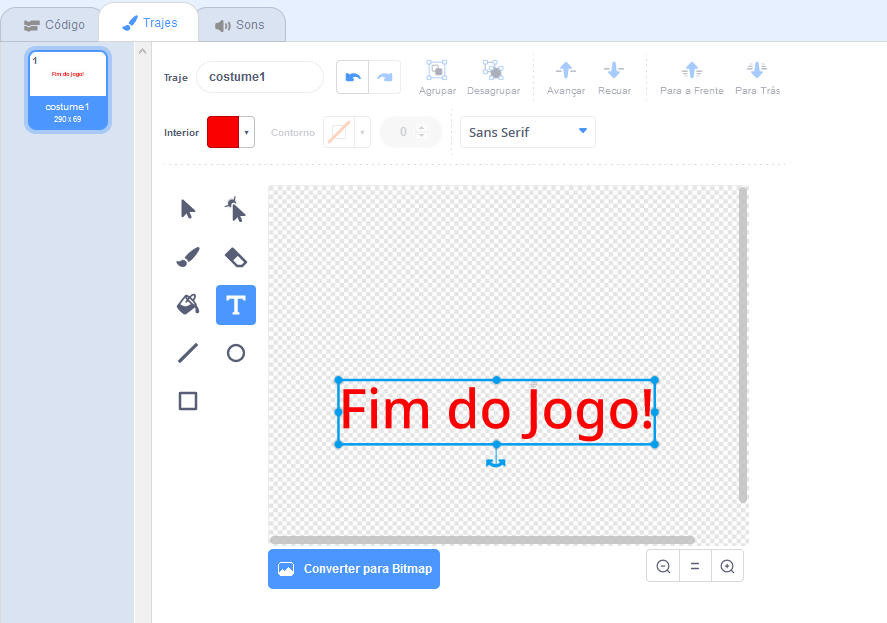 Código
Trajes
Sons
1
Fim do Jogo!
costume1
290 x 69
Traje
costume1
Agrupar
Desagrupar
Avançar
Recuar
Para a Frente
Para Trás
Interior
Contorno
0
Sans Serif
T
Fim do Jogo!
Converter para Bitmap